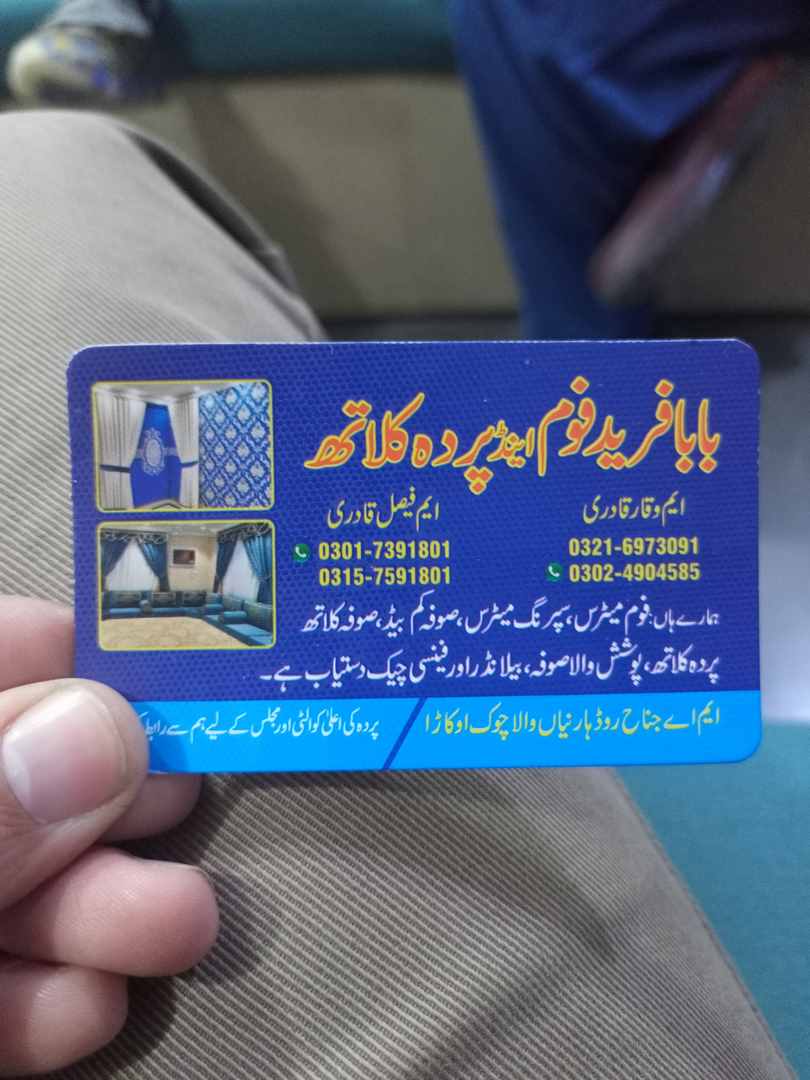 بابا فرید فوم اینڈ پردہ کلاتھ
ایم وقار قادری
0321-6973091
0302-4904585
ایم فیصل قادری
0301-7391801
0315-7591801
ہمارے ہاں: فوم میٹرس، سپرنگ میٹرس، صوفہ کم بیڈ، صوفہ کلاتھ
پردہ کلاتھ، پوشش والا صوفہ، بیلانڈر اور فینسی چیک دستیاب ہے۔
ایم اے جناح روڈ ہارنیاں والا چوک اوکاڑا
پردہ کی اعلیٰ کوالٹی اور مجلس کے لیے ہم سے رابطہ